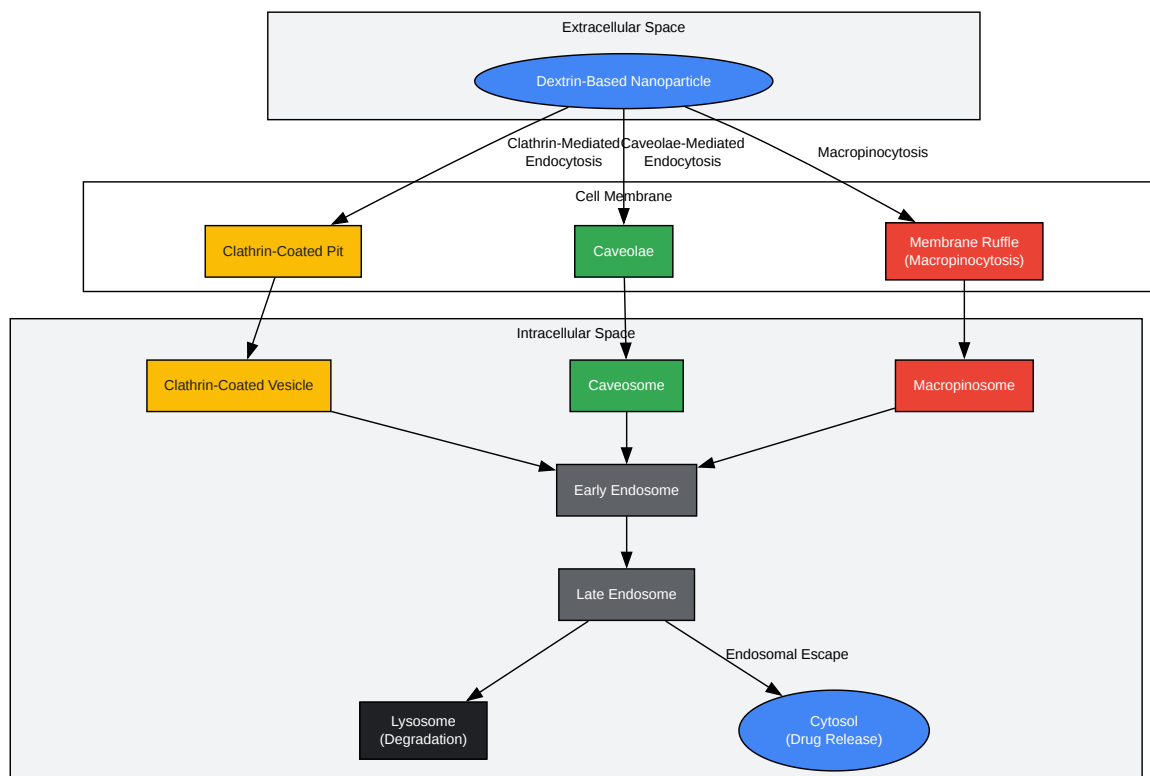 Extracellular Space
Dextrin-Based Nanoparticle
Clathrin-Mediated
Endocytosis
Caveolae-Mediated
Endocytosis
Macropinocytosis
Cell Membrane
Clathrin-Coated Pit
Caveolae
Membrane Ruffle
(Macropinocytosis)
Intracellular Space
Clathrin-Coated Vesicle
Caveosome
Macropinosome
Early Endosome
Late Endosome
Endosomal Escape
Lysosome
(Degradation)
Cytosol
(Drug Release)